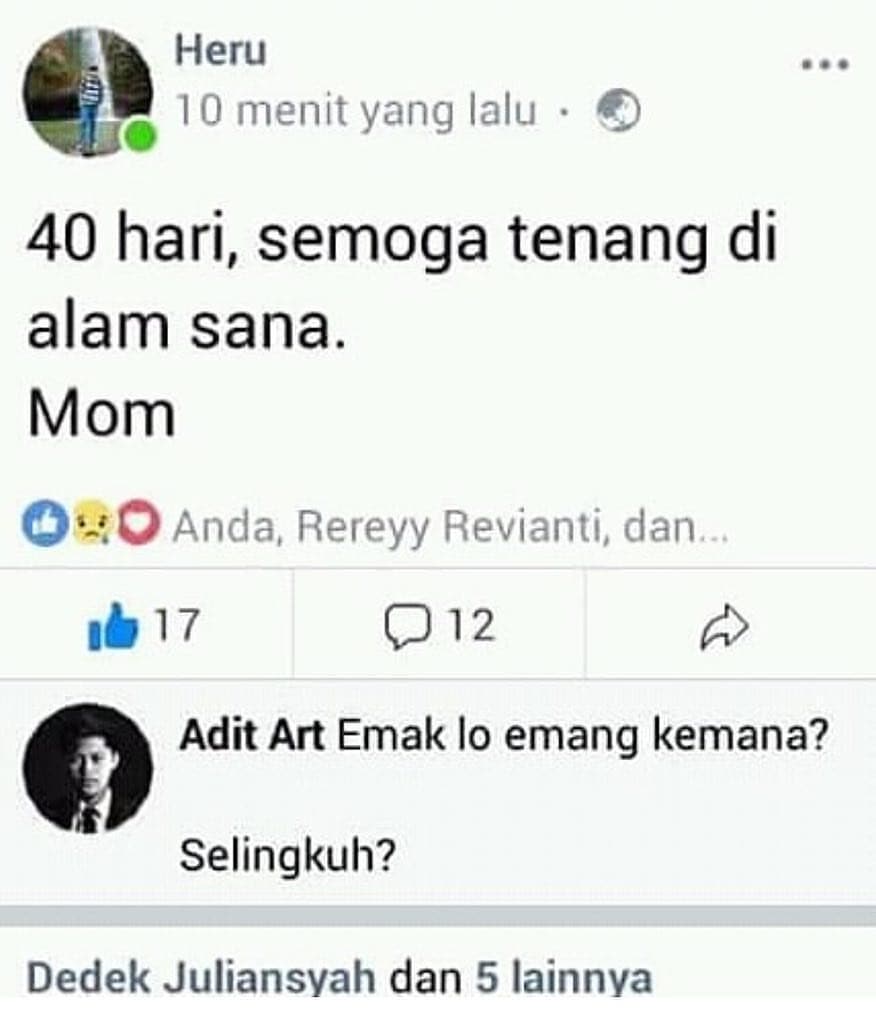 Heru
10 menit yang lalu ·
40 hari, semoga tenang di
alam sana.
Mom
Anda, Rereyy Revianti, dan...
17
12
Adit Art Emak lo emang kemana?
Selingkuh?
Dedek Juliansyah dan 5 lainnya